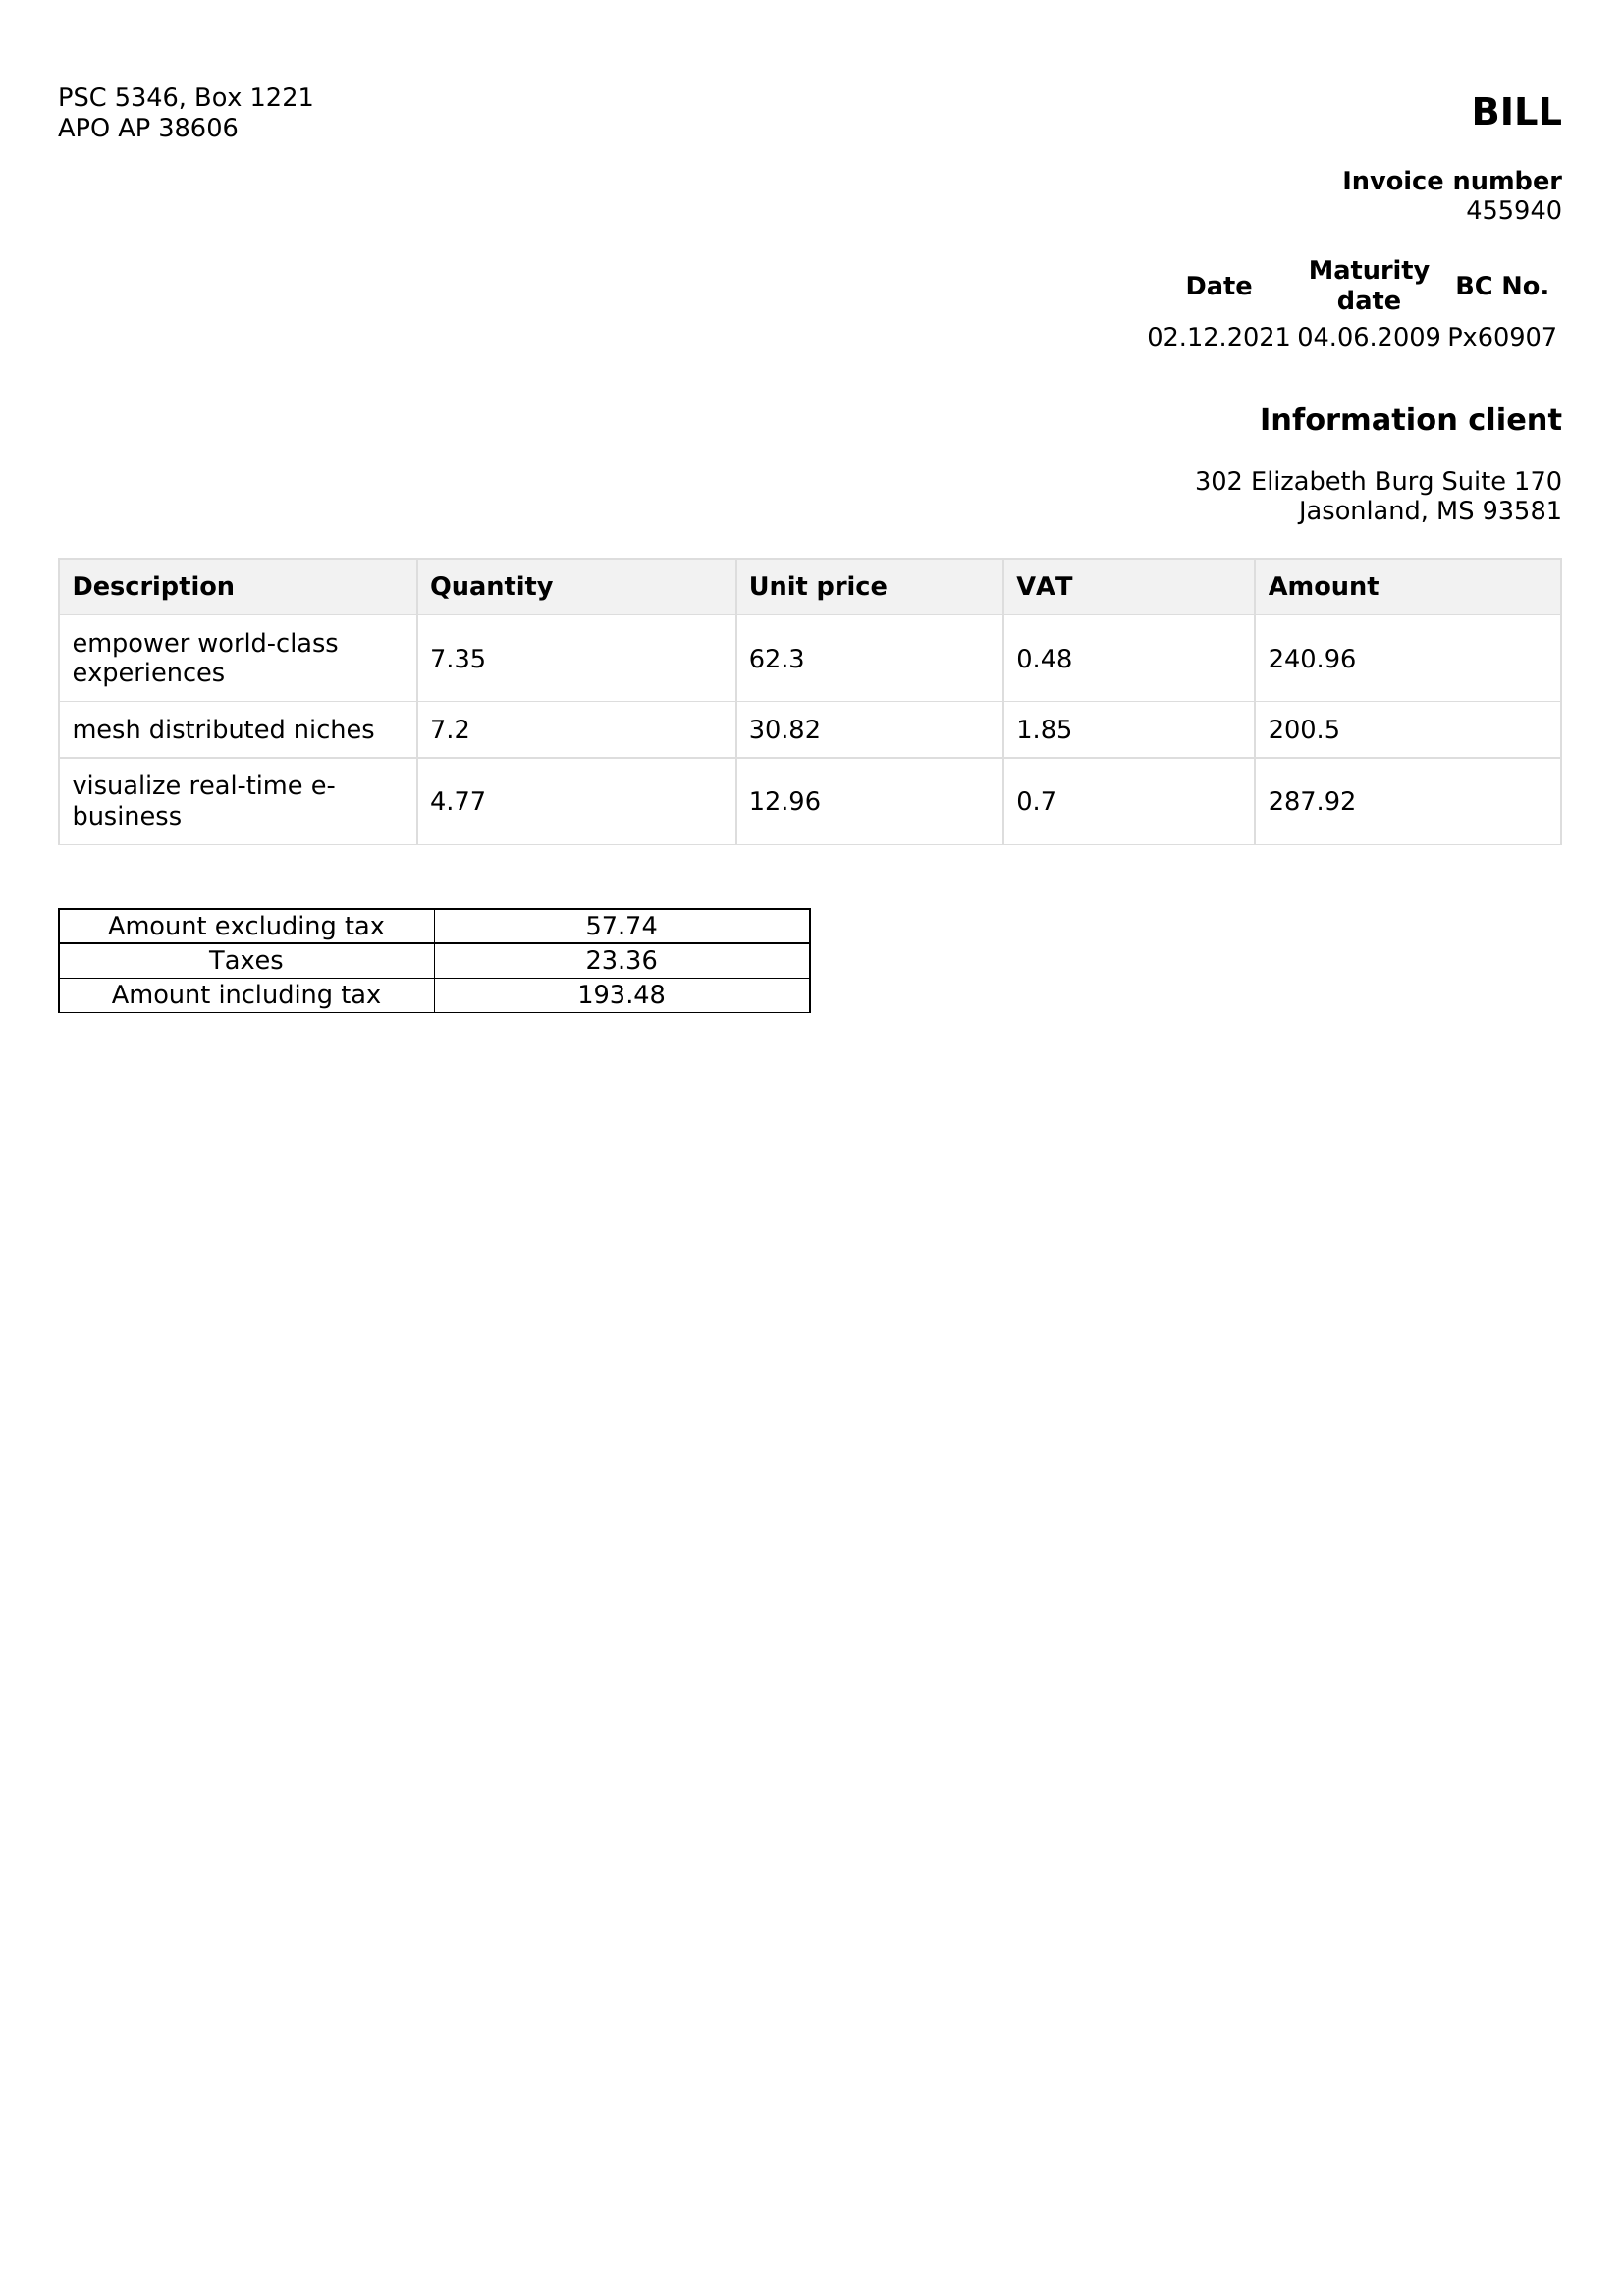 PSC 5346, Box 1221
APO AP 38606
BILL
Invoice number
455940
Date Maturity date BC No.
02.12.2021 04.06.2009 Px60907
Information client
302 Elizabeth Burg Suite 170
Jasonland, MS 93581
Description Quantity Unit price VAT Amount
empower world-class
experiences 7.35 62.3 0.48 240.96
mesh distributed niches 7.2 30.82 1.85 200.5
visualize real-time e-
business 4.77 12.96 0.7 287.92
Amount excluding tax 57.74
Taxes 23.36
Amount including tax 193.48